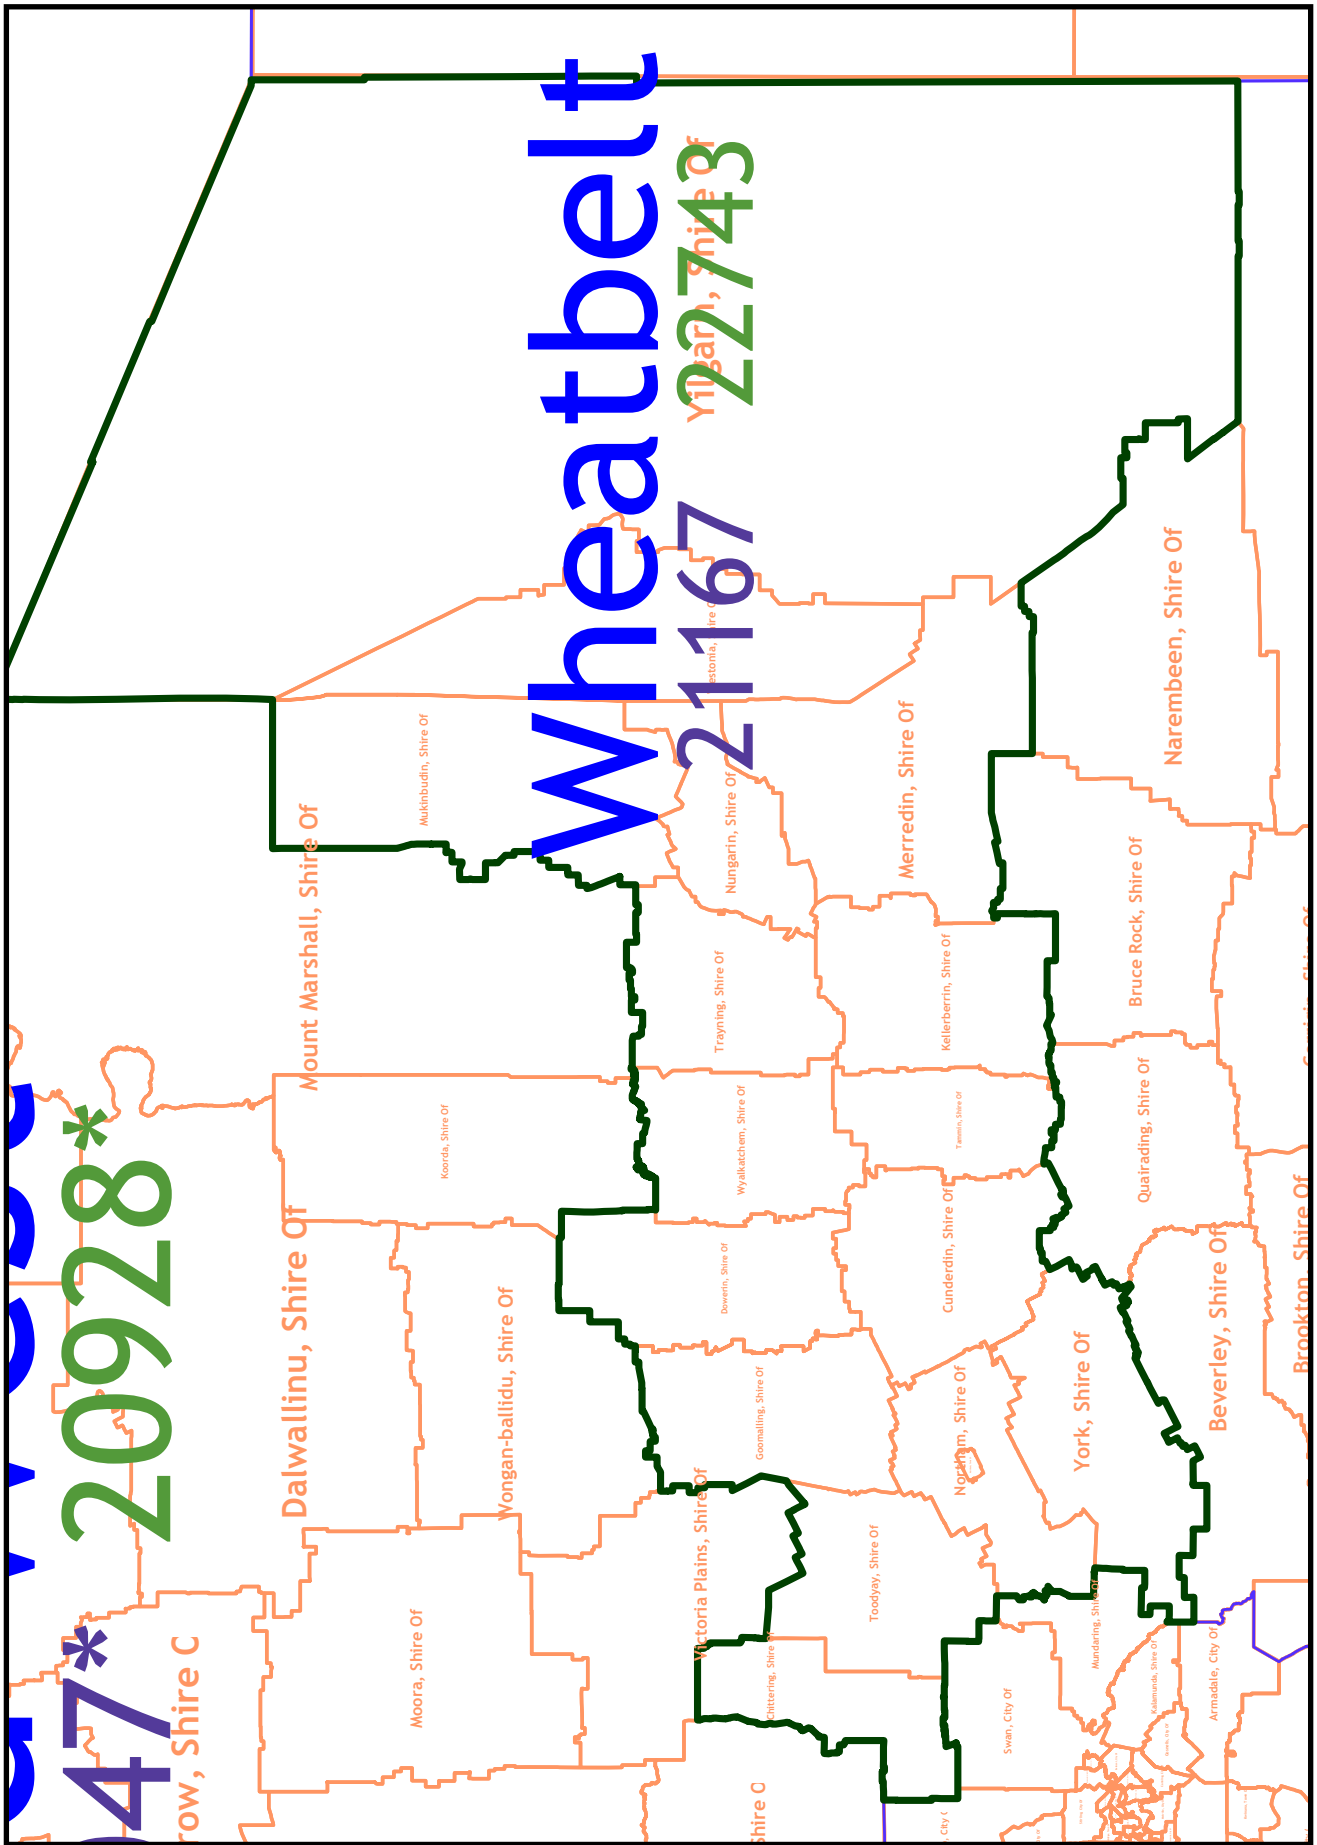 Wheatbelt
21167 22743
Yilgarn, Shire Of
Narembeen, Shire Of
Mukinbudin, Shire Of
Nungarin, Shire Of
Merredin, Shire Of
Mount Marshall, Shire Of
Bruce Rock, Shire Of
Trayning, Shire Of
Kellerberrin, Shire Of
Koorda, Shire Of
Wyalkatchem, Shire Of
Tammin, Shire Of
Quairading, Shire Of
Dalwallinu, Shire Of
Wongan-ballidu, Shire Of
Dowerin, Shire Of
Cunderdin, Shire Of
Beverley, Shire Of
Brookton, Shire Of
Goomalling, Shire Of
Northam, Shire Of
York, Shire Of
20928*
Victoria Plains, Shire Of
Toodyay, Shire Of
Moora, Shire Of
Chittering, Shire Of
Mundaring, Shire Of
Kalamunda, Shire Of
Armadale, City Of
Swan, City Of
47*
row, Shire C
Shire O
, City O